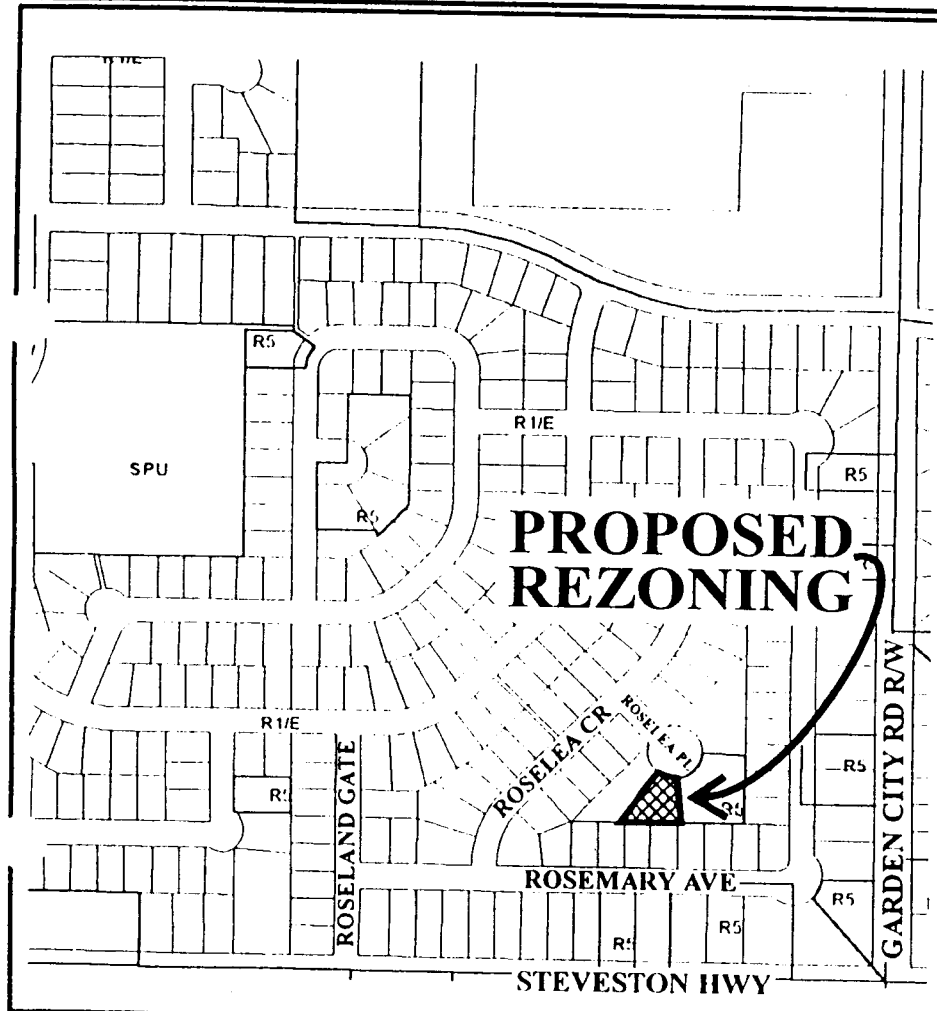 R1/E
R5
R1/E
SPU
R5
R5
PROPOSED
REZONING
R1/E
ROSELAND GATE
ROSELEA CR
ROSELEA PL
GARDEN CITY RD R/W
R5
R5
R5
ROSEMARY AVE
R5
R5
R5
STEVESTON HWY